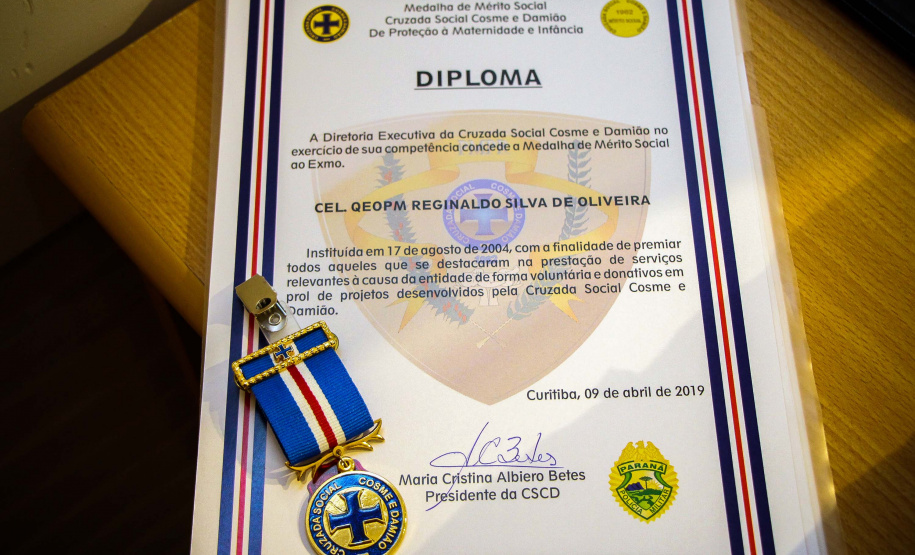 Medalha de Mérito Social
Cruzada Social Cosme e Damião
De Proteção à Maternidade e Infância
DIPLOMA
A Diretoria Executiva da Cruzada Social Cosme e Damião no
exercício de sua competência concede a Medalha de Mérito Social
ao Exmo.
CEL. QEOPM REGINALDO SILVA DE OLIVEIRA
Instituída em 17 de agosto de 2004, com a finalidade de premiar
todos aqueles que se destacaram na prestação de serviços
relevantes à causa da entidade de forma voluntária e donativos em
prol de projetos desenvolvidos pela Cruzada Social Cosme e
Damião.
Curitiba, 09 de abril de 2019
Maria Cristina Albiero Betes
Presidente da CSCD
PARANÁ
POLÍCIA MILITAR
CRUZADA SOCIAL COSME E DAMIÃO